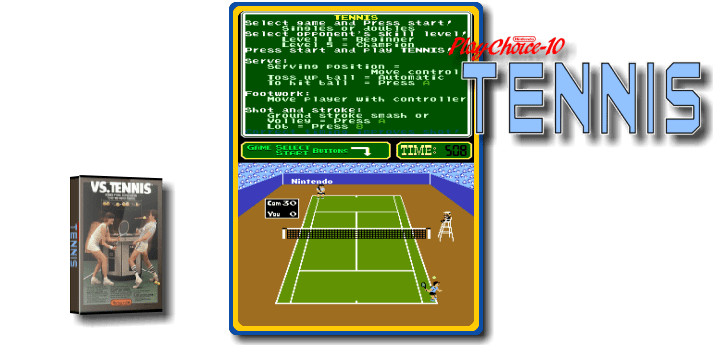 TENNIS
Select game and Press start!
Singles or doubles
Select opponent's skill level!
Level 1 = Beginner
Level 5 = Champion
Press start and play TENNIS!
Serve:
Serving position =
Move control
Toss up ball = Automatic
To hit ball = Press A
Footwork:
Move player with controller
Shot and stroke:
Ground stroke smash or
Volley = Press A
Lob = Press B
GAME SELECT
START BUTTONS
TIME: 508
Nintendo
PlayChoice-10
TENNIS
Nintendo
Com 30
You 0
VS. TENNIS
TENNIS